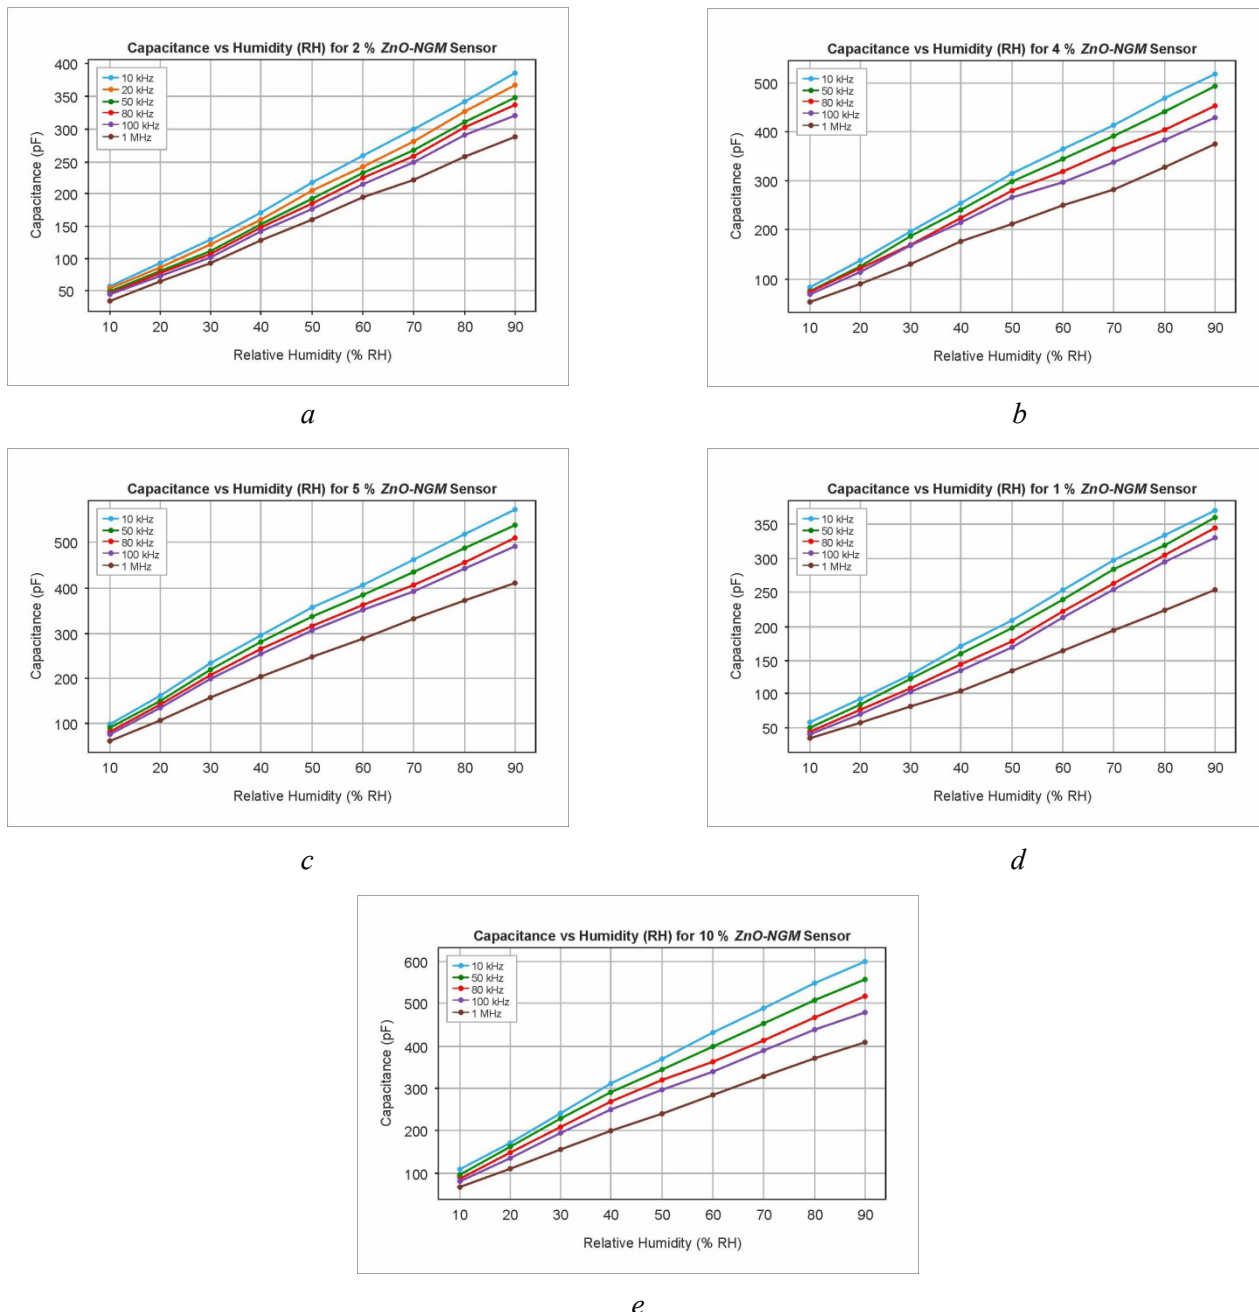 Capacitance vs Humidity (RH) for 2 % ZnO-NGM Sensor
400
350
300
250
200
150
100
50
Capacitance (pF)
10 kHz
20 kHz
50 kHz
80 kHz
100 kHz
1 MHz
10 20 30 40 50 60 70 80 90
Relative Humidity (% RH)
a
Capacitance vs Humidity (RH) for 4 % ZnO-NGM Sensor
500
400
300
200
100
Capacitance (pF)
10 kHz
50 kHz
80 kHz
100 kHz
1 MHz
10 20 30 40 50 60 70 80 90
Relative Humidity (% RH)
b
Capacitance vs Humidity (RH) for 5 % ZnO-NGM Sensor
500
400
300
200
100
Capacitance (pF)
10 kHz
50 kHz
80 kHz
100 kHz
1 MHz
10 20 30 40 50 60 70 80 90
Relative Humidity (% RH)
c
Capacitance vs Humidity (RH) for 1 % ZnO-NGM Sensor
350
300
250
200
150
100
50
Capacitance (pF)
10 kHz
50 kHz
80 kHz
100 kHz
1 MHz
10 20 30 40 50 60 70 80 90
Relative Humidity (% RH)
d
Capacitance vs Humidity (RH) for 10 % ZnO-NGM Sensor
600
500
400
300
200
100
Capacitance (pF)
10 kHz
50 kHz
80 kHz
100 kHz
1 MHz
10 20 30 40 50 60 70 80 90
Relative Humidity (% RH)
e